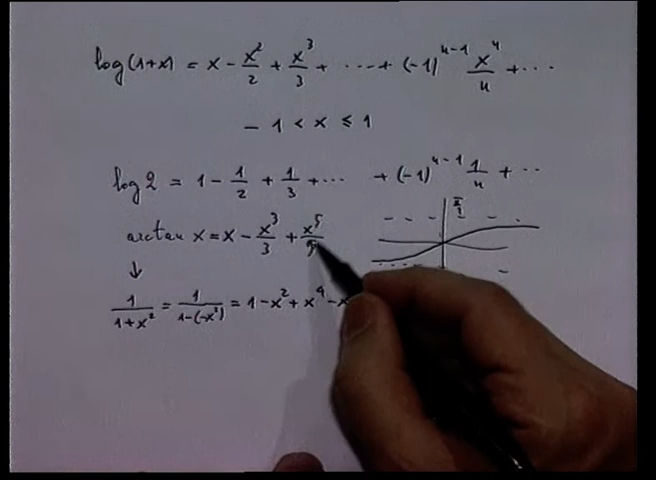 log(1+x) = x - x²/2 + x³/3 + ... + (-1)ⁿ⁻¹ xⁿ/n + ...
- 1 < x ≤ 1
log 2 = 1 - 1/2 + 1/3 + ... + (-1)ⁿ⁻¹ 1/n + ...
π/2
arctan x = x - x³/3 + x⁵/5
↓
1/(1+x²) = 1/(1-(-x²)) = 1 - x² + x⁴ - x